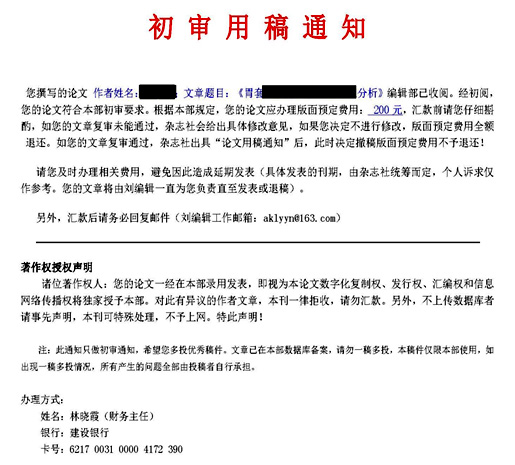 初审用稿通知
您撰写的论文 作者姓名: ；文章题目：《胃 分析》编辑部已收阅。经初阅，
您的论文符合本部初审要求。根据本部规定，您的论文应办理版面预定费用： 200 元，汇款前请您仔细斟
酌，如您的文章复审未能通过，杂志社会给出具体修改意见，如果您决定不进行修改，版面预定费用全额
退还。如您的文章复审通过，杂志社出具“论文用稿通知”后，此时决定撤稿版面预定费用不予退还！
请您及时办理相关费用，避免因此造成延期发表（具体发表的刊期，由杂志社统筹而定，个人诉求仅
作参考。您的文章将由刘编辑一直为您负责直至发表或退稿）。
另外，汇款后请务必回复邮件（刘编辑工作邮箱：aklyyn@163.com）
著作权授权声明
诸位著作权人：您的论文一经在本部录用发表，即视为本论文数字化复制权、发行权、汇编权和信息
网络传播权将独家授予本部。对此有异议的作者文章，本刊一律拒收，请勿汇款。另外，不上传数据库者
请事先声明，本刊可特殊处理，不予上网。特此声明！
注：此通知只做初审通知，希望您多投优秀稿件。文章已在本部数据库备案，请勿一稿多投，本稿件仅限本部使用，如
出现一稿多投情况，所有产生的问题全部由投稿者自行承担。
办理方式：
姓名：林晓霞（财务主任）
银行：建设银行
卡号：6217 0031 0000 4172 390